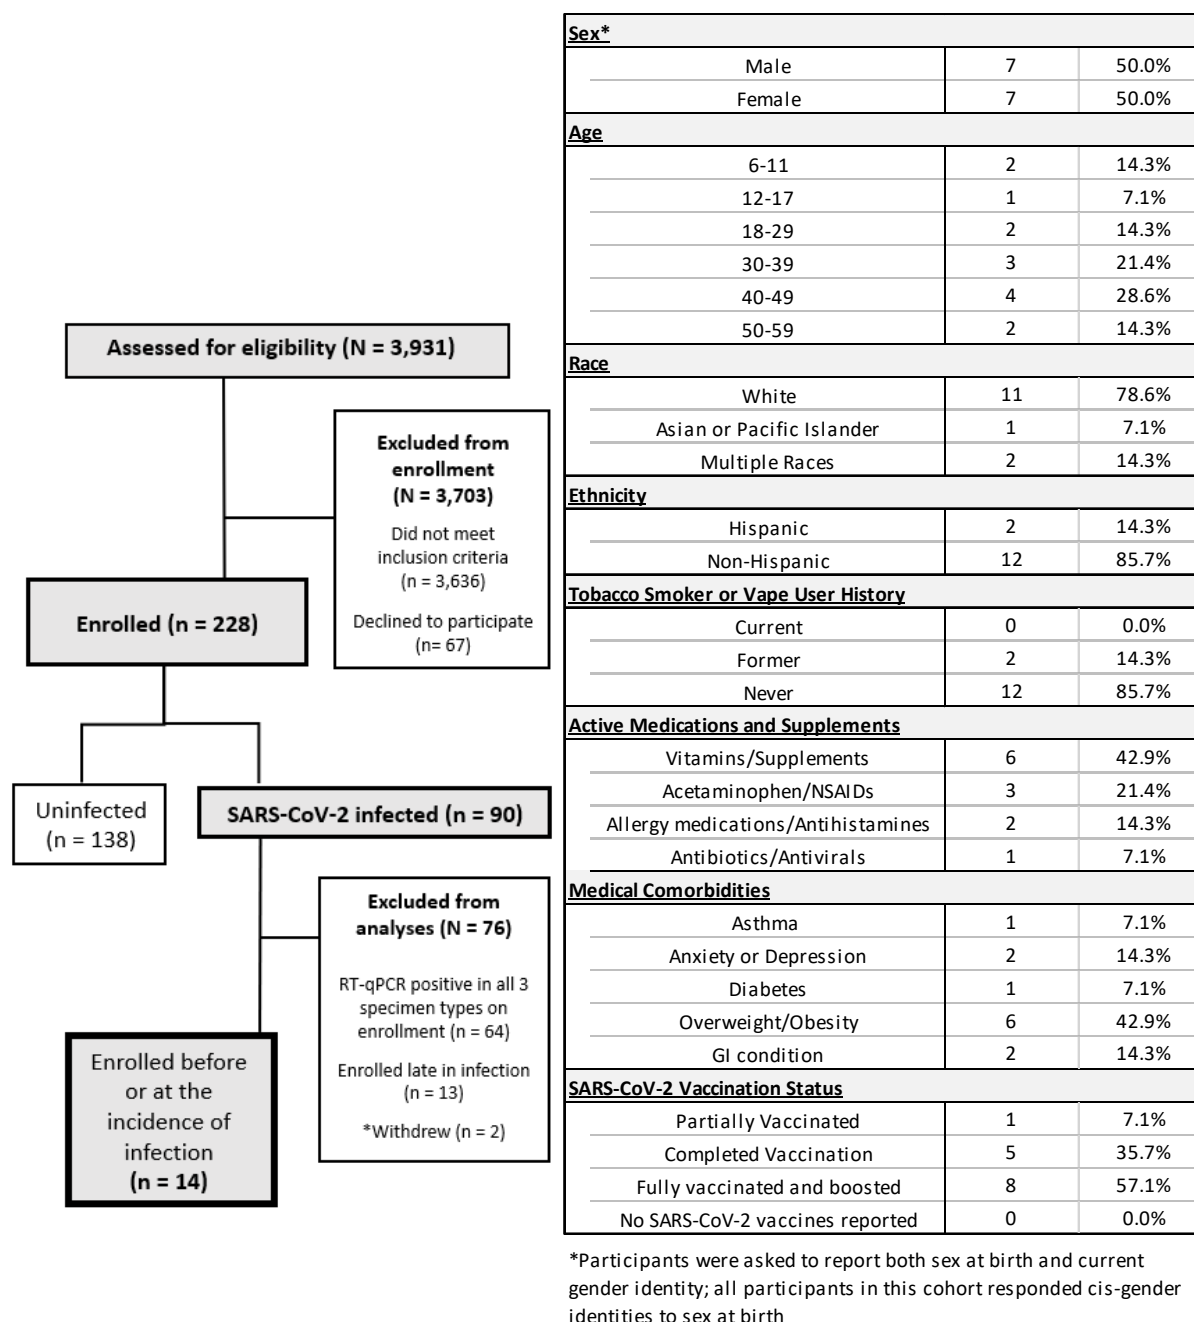 Assessed for eligibility (N = 3,931)
Excluded from
enrollment
(N = 3,703)
Did not meet
inclusion criteria
(n = 3,636)
Declined to participate
(n= 67)
Enrolled (n = 228)
Uninfected
(n = 138)
SARS-CoV-2 infected (n = 90)
Excluded from
analyses (N = 76)
RT-qPCR positive in all 3
specimen types on
enrollment (n = 64)
Enrolled late in infection
(n = 13)
*Withdrew (n = 2)
Enrolled before
or at the
incidence of
infection
(n = 14)
Sex*
Male 7 50.0%
Female 7 50.0%
Age
6-11 2 14.3%
12-17 1 7.1%
18-29 2 14.3%
30-39 3 21.4%
40-49 4 28.6%
50-59 2 14.3%
Race
White 11 78.6%
Asian or Pacific Islander 1 7.1%
Multiple Races 2 14.3%
Ethnicity
Hispanic 2 14.3%
Non-Hispanic 12 85.7%
Tobacco Smoker or Vape User History
Current 0 0.0%
Former 2 14.3%
Never 12 85.7%
Active Medications and Supplements
Vitamins/Supplements 6 42.9%
Acetaminophen/NSAIDs 3 21.4%
Allergy medications/Antihistamines 2 14.3%
Antibiotics/Antivirals 1 7.1%
Medical Comorbidities
Asthma 1 7.1%
Anxiety or Depression 2 14.3%
Diabetes 1 7.1%
Overweight/Obesity 6 42.9%
GI condition 2 14.3%
SARS-CoV-2 Vaccination Status
Partially Vaccinated 1 7.1%
Completed Vaccination 5 35.7%
Fully vaccinated and boosted 8 57.1%
No SARS-CoV-2 vaccines reported 0 0.0%
*Participants were asked to report both sex at birth and current
gender identity; all participants in this cohort responded cis-gender
identities to sex at birth